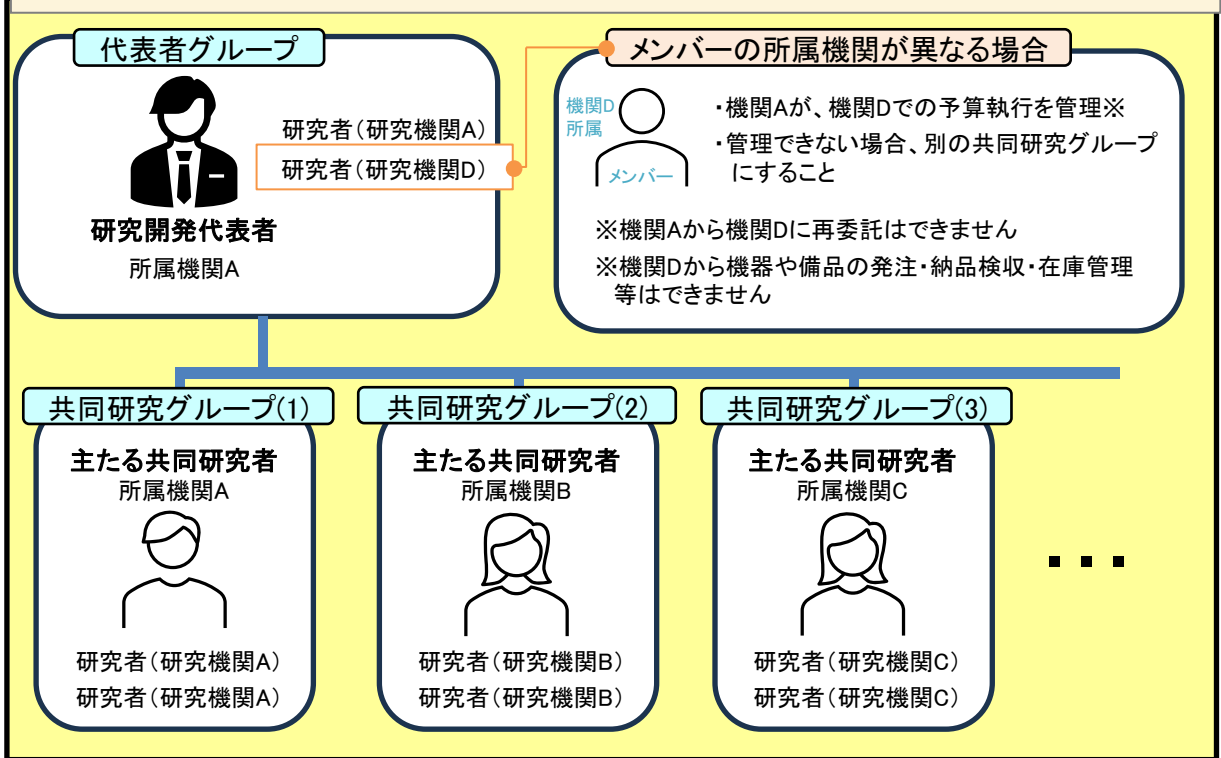 代表者グループ
研究者(研究機関A)
研究者(研究機関D)
研究開発代表者
所属機関A
メンバーの所属機関が異なる場合
機関D
所属
メンバー
・機関Aが、機関Dでの予算執行を管理※
・管理できない場合、別の共同研究グループ
にすること
※機関Aから機関Dに再委託はできません
※機関Dから機器や備品の発注・納品検収・在庫管理
等はできません
共同研究グループ(1)
主たる共同研究者
所属機関A
研究者(研究機関A)
研究者(研究機関A)
共同研究グループ(2)
主たる共同研究者
所属機関B
研究者(研究機関B)
研究者(研究機関B)
共同研究グループ(3)
主たる共同研究者
所属機関C
研究者(研究機関C)
研究者(研究機関C)
…